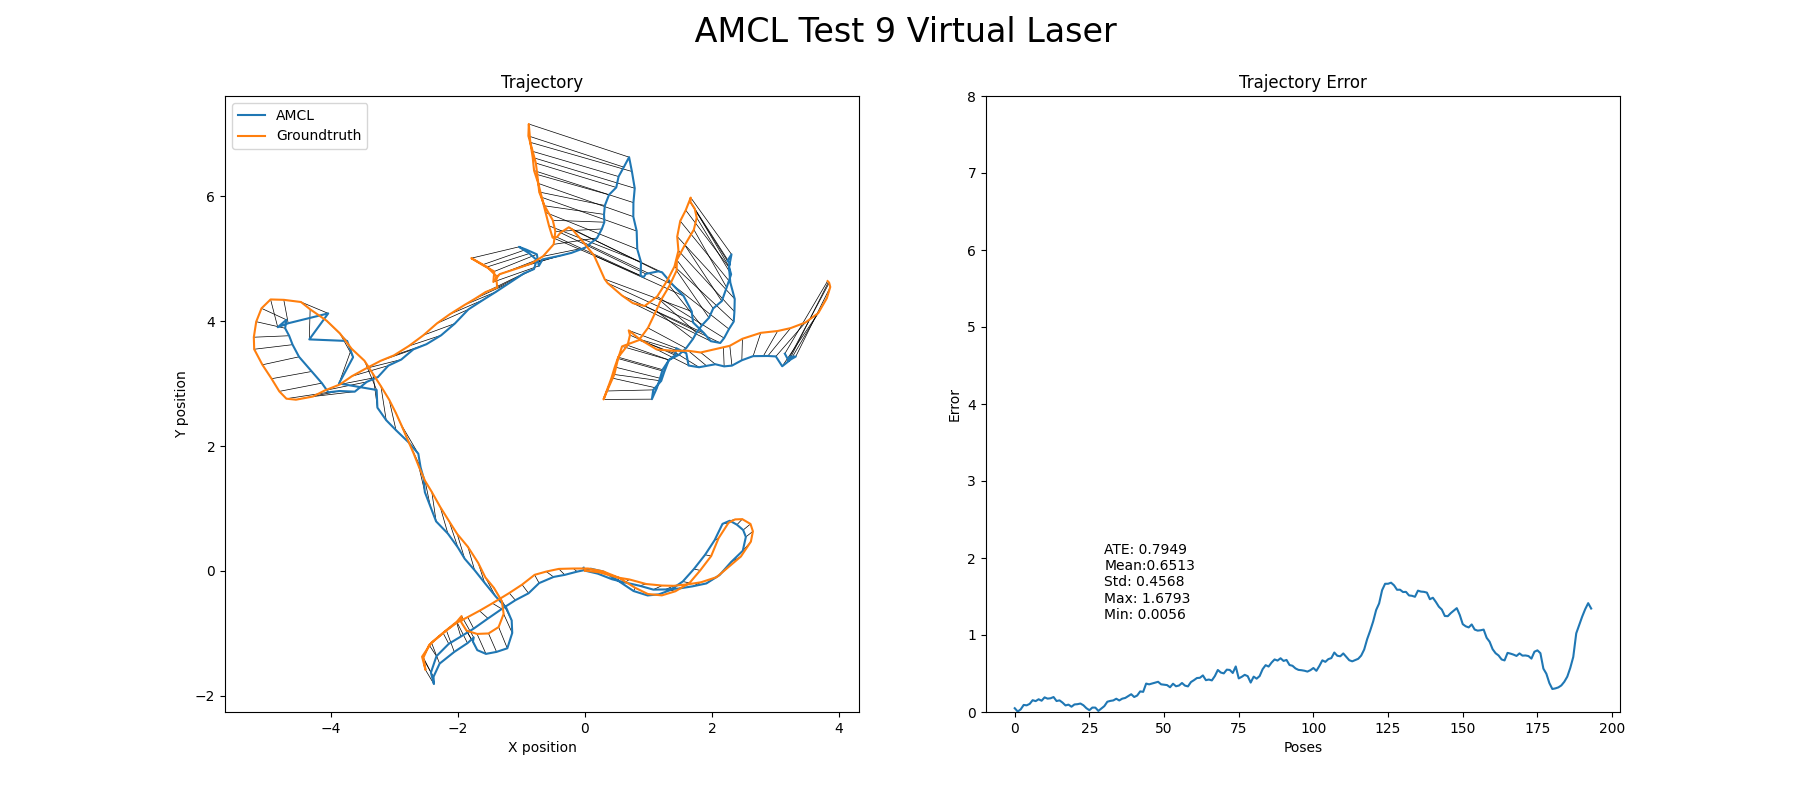 AMCL Test 9 Virtual Laser
Trajectory
AMCL
Groundtruth
Y position
6
4
2
0
−2
−4
−2
0
2
4
X position
Trajectory Error
Error
8
7
6
5
4
3
2
1
0
ATE: 0.7949
Mean:0.6513
Std: 0.4568
Max: 1.6793
Min: 0.0056
0
25
50
75
100
125
150
175
200
Poses